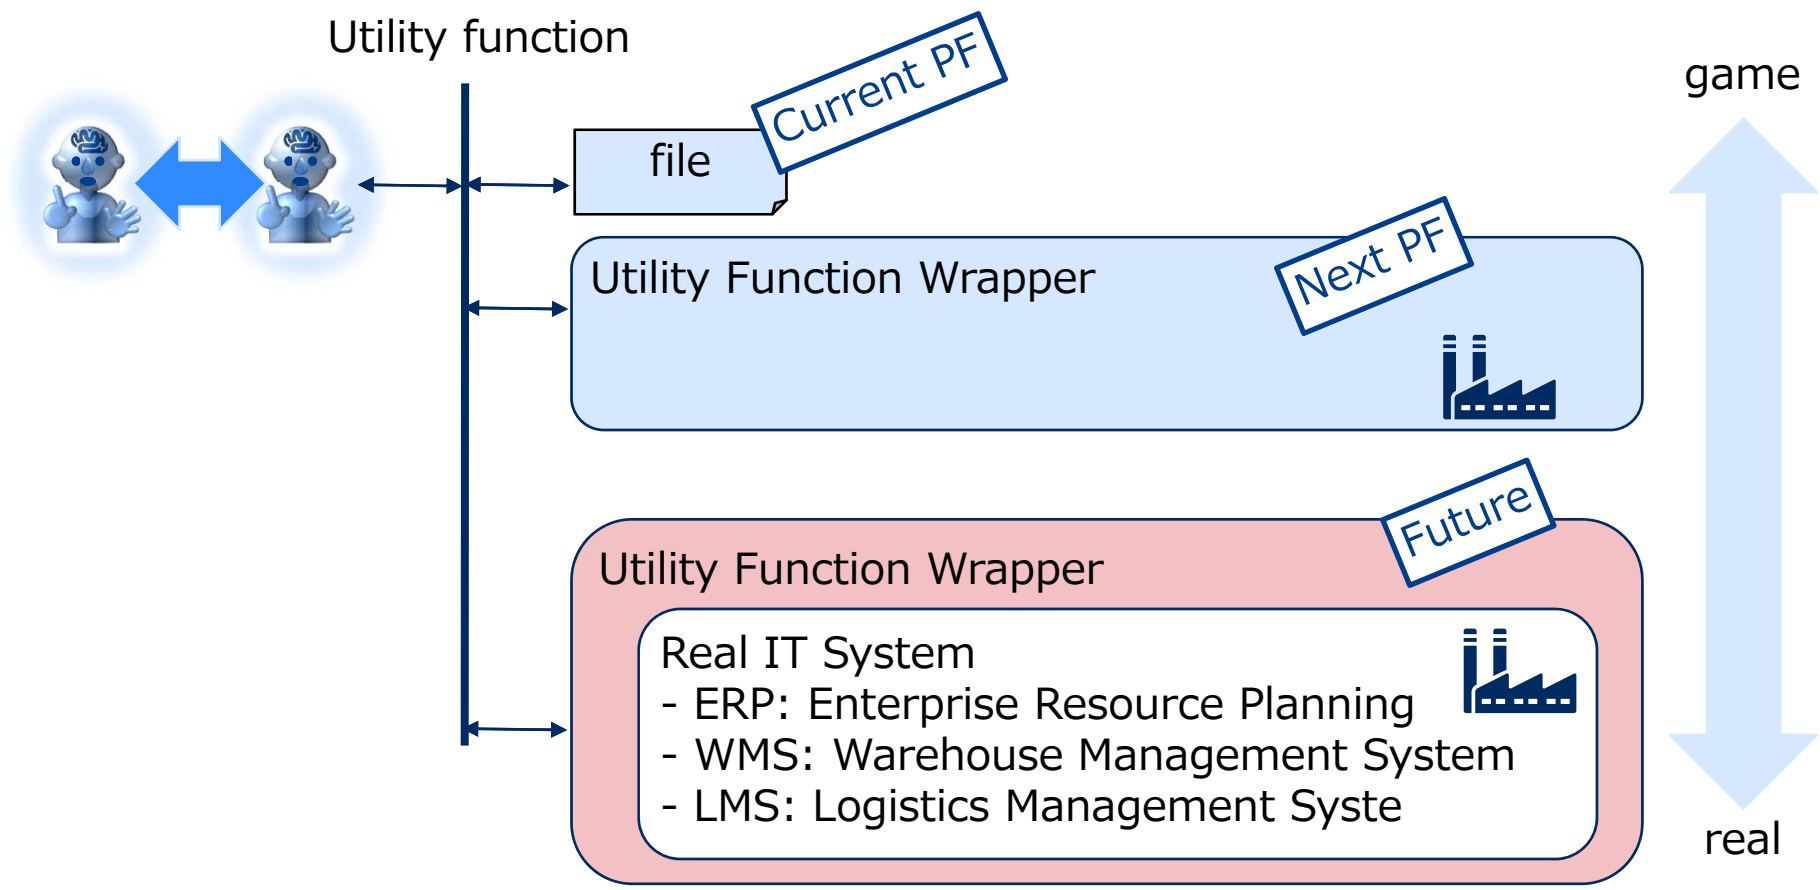 Utility function
Current PF
game
file
Utility Function Wrapper
Next PF
Future
Utility Function Wrapper
Real IT System
- ERP: Enterprise Resource Planning
- WMS: Warehouse Management System
- LMS: Logistics Management Syste
real